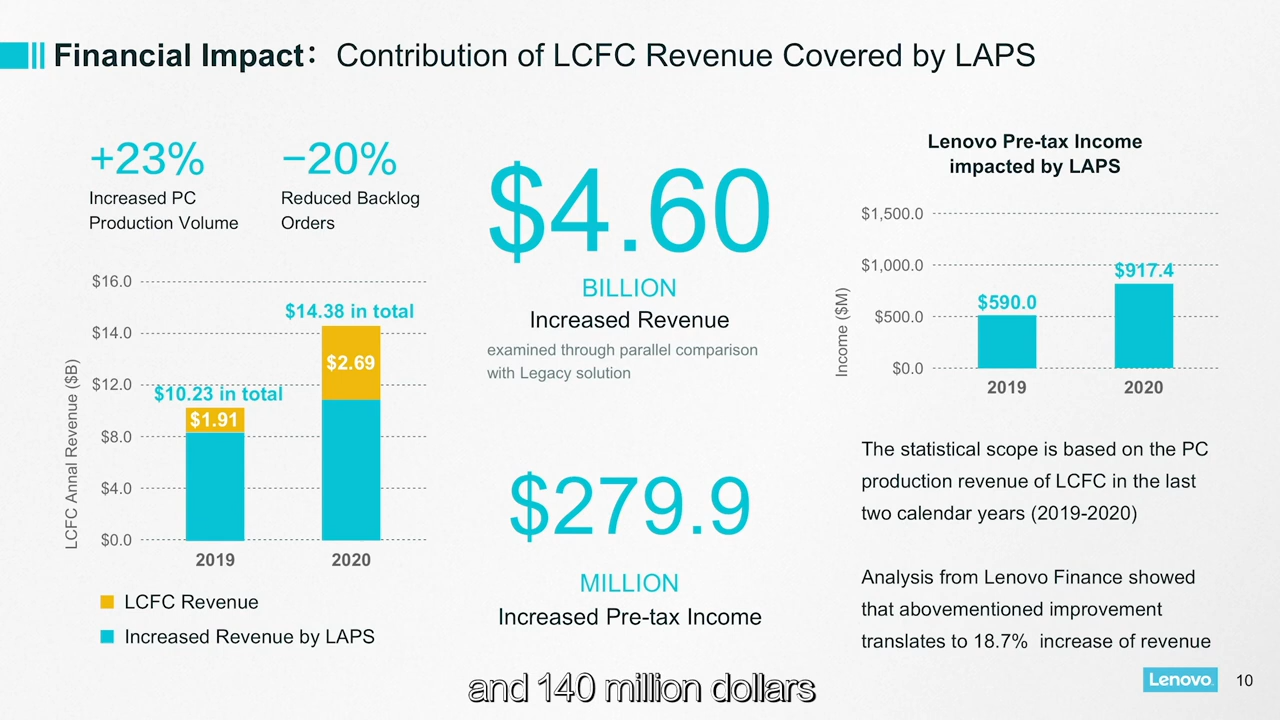 Financial Impact： Contribution of LCFC Revenue Covered by LAPS
+23%
Increased PC
Production Volume
−20%
Reduced Backlog
Orders
LCFC Annal Revenue ($B)
$16.0
$14.0
$12.0
$8.0
$4.0
$0.0
$10.23 in total
$1.91
$14.38 in total
$2.69
2019
2020
LCFC Revenue
Increased Revenue by LAPS
$4.60
BILLION
Increased Revenue
examined through parallel comparison
with Legacy solution
$279.9
MILLION
Increased Pre-tax Income
Lenovo Pre-tax Income
impacted by LAPS
Income ($M)
$1,500.0
$1,000.0
$500.0
$0.0
$590.0
$917.4
2019
2020
The statistical scope is based on the PC
production revenue of LCFC in the last
two calendar years (2019-2020)
Analysis from Lenovo Finance showed
that abovementioned improvement
translates to 18.7% increase of revenue
and 140 million dollars
Lenovo.
10